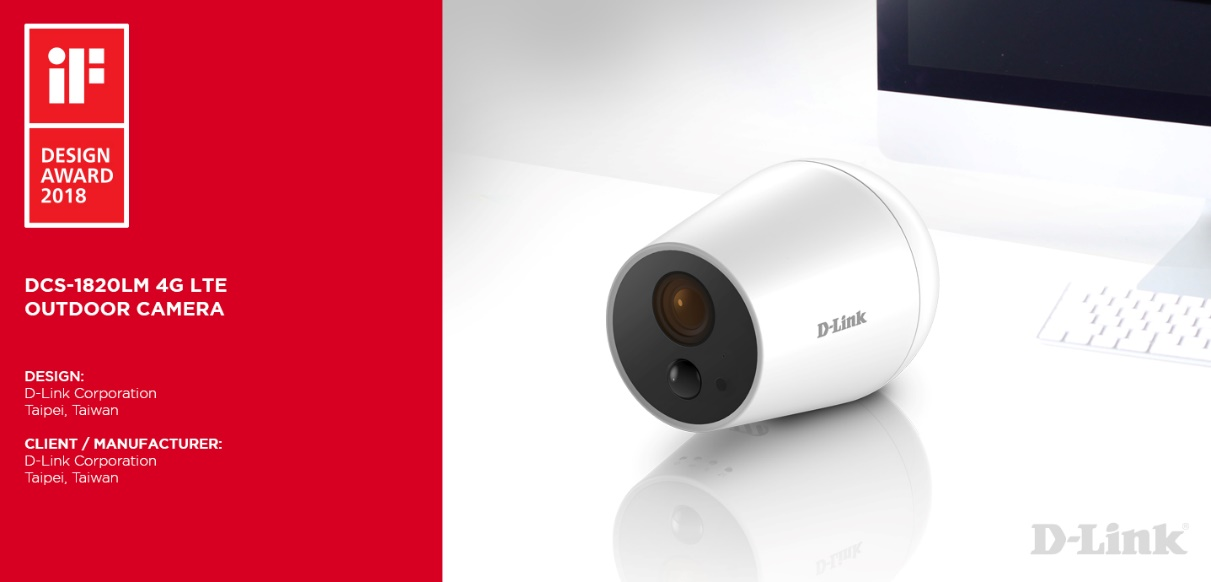 iF
DESIGN
AWARD
2018
DCS-1820LM 4G LTE
OUTDOOR CAMERA
DESIGN:
D-Link Corporation
Taipei, Taiwan
CLIENT / MANUFACTURER:
D-Link Corporation
Taipei, Taiwan
D-Link
D-Link®